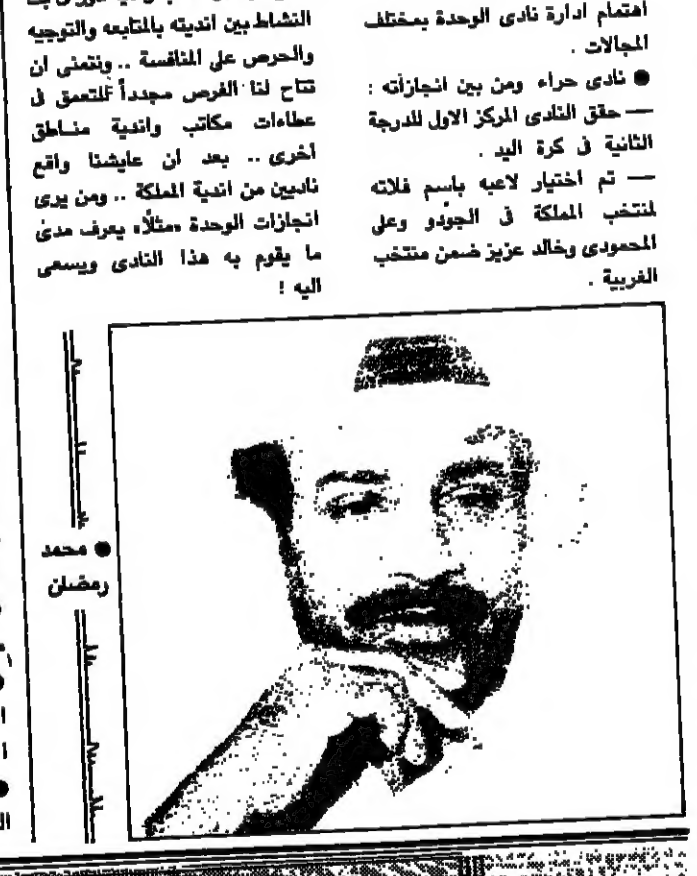 اهتمام ادارة نادى الوحدة بمختلف
المجالات .
● نادى حراء ومن بين انجازاته :
— حقق النادى المركز الاول للدرجة
الثانية فى كرة اليد .
— تم اختيار لاعبه باسم فلاته
لمنتخب المملكة فى الجودو وعلى
المحمودى وخالد عزيز ضمن منتخب
الغربية .
النشاط بين انديته بالمتابعه والتوجيه
والحرص على المنافسة .. ونتمنى ان
تتاح لنا الفرص مجدداً للتعمق فى
عطاءات مكاتب واندية مناطق
أخرى .. بعد ان عايشنا واقع
ناديين من اندية المملكة .. ومن يرى
انجازات الوحدة «مثلًا» يعرف مدى
ما يقوم به هذا النادى ويسعى
اليه !
● محمد
رمضان